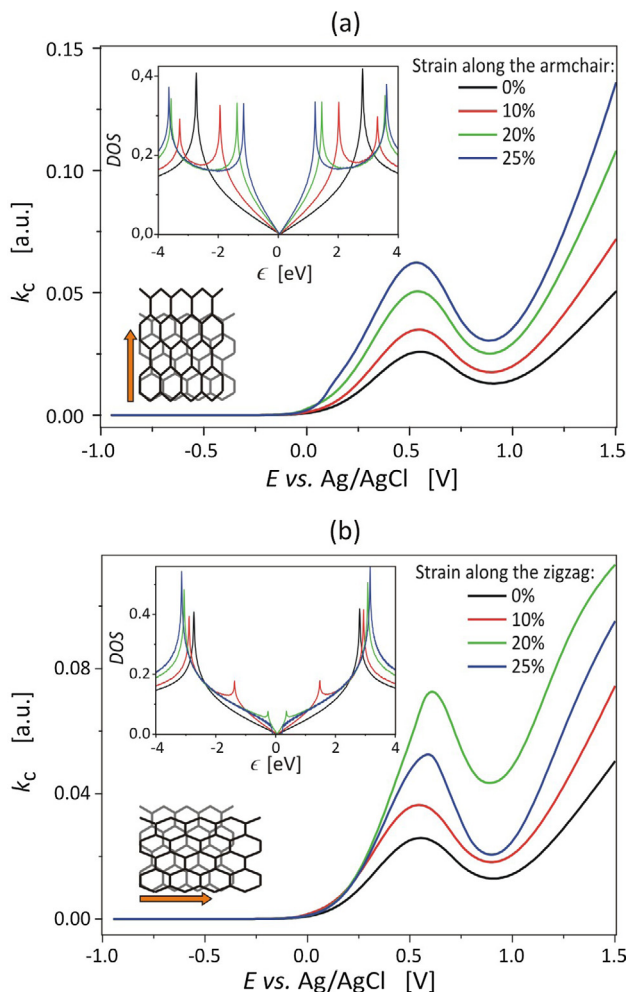 (a)
0.15
0.10
0.05
0.00
k_c [a.u.]
0,4
0,2
0,0
DOS
-4 -2 0 2 4
ϵ [eV]
Strain along the armchair:
0%
10%
20%
25%
-1.0 -0.5 0.0 0.5 1.0 1.5
E vs. Ag/AgCl [V]
(b)
0.08
0.04
0.00
k_c [a.u.]
0.4
0.2
0.0
DOS
-4 -2 0 2 4
ϵ [eV]
Strain along the zigzag:
0%
10%
20%
25%
-1.0 -0.5 0.0 0.5 1.0 1.5
E vs. Ag/AgCl [V]